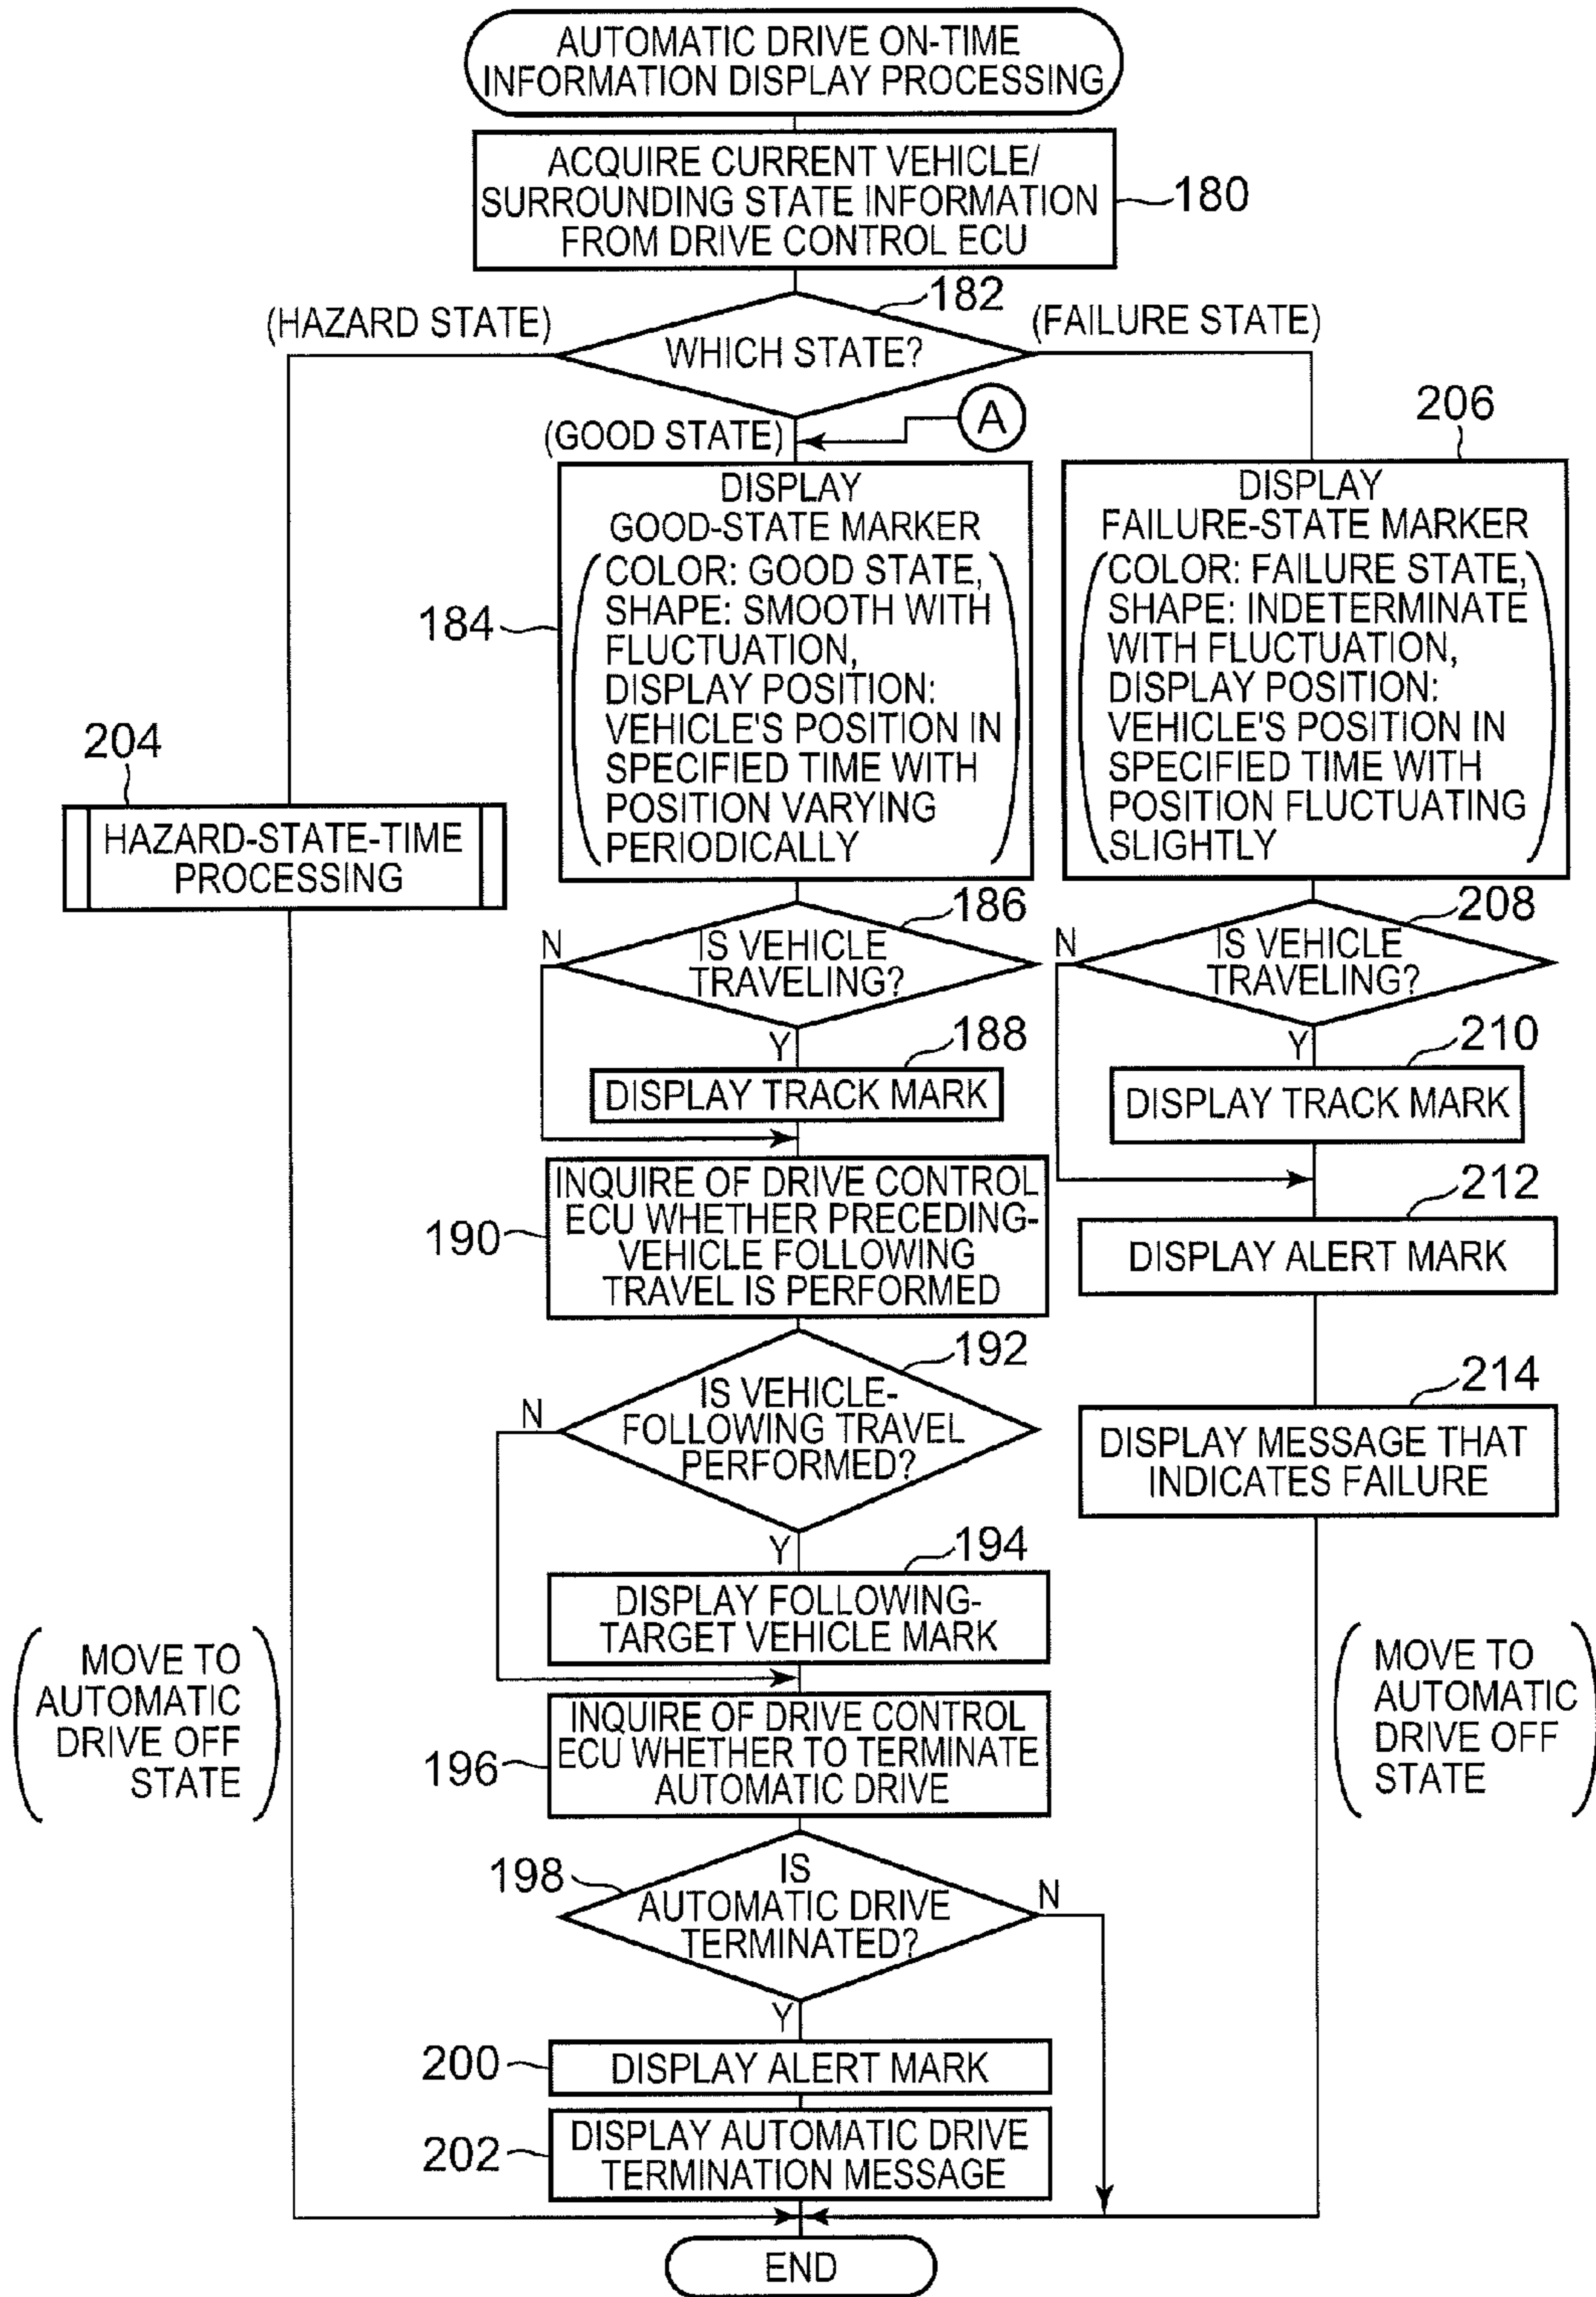 AUTOMATIC DRIVE ON-TIME
INFORMATION DISPLAY PROCESSING
ACQUIRE CURRENT VEHICLE/
SURROUNDING STATE INFORMATION
FROM DRIVE CONTROL ECU
180
182
(HAZARD STATE)
(FAILURE STATE)
WHICH STATE?
(GOOD STATE)
A
206
DISPLAY
GOOD-STATE MARKER
COLOR: GOOD STATE,
SHAPE: SMOOTH WITH
FLUCTUATION,
DISPLAY POSITION:
VEHICLE'S POSITION IN
SPECIFIED TIME WITH
POSITION VARYING
PERIODICALLY
184
DISPLAY
FAILURE-STATE MARKER
COLOR: FAILURE STATE,
SHAPE: INDETERMINATE
WITH FLUCTUATION,
DISPLAY POSITION:
VEHICLE'S POSITION IN
SPECIFIED TIME WITH
POSITION FLUCTUATING
SLIGHTLY
204
HAZARD-STATE-TIME
PROCESSING
186
N
IS VEHICLE
TRAVELING?
Y
188
DISPLAY TRACK MARK
208
N
IS VEHICLE
TRAVELING?
Y
210
DISPLAY TRACK MARK
190
INQUIRE OF DRIVE CONTROL
ECU WHETHER PRECEDING-
VEHICLE FOLLOWING
TRAVEL IS PERFORMED
212
DISPLAY ALERT MARK
192
N
IS VEHICLE-
FOLLOWING TRAVEL
PERFORMED?
Y
214
DISPLAY MESSAGE THAT
INDICATES FAILURE
194
DISPLAY FOLLOWING-
TARGET VEHICLE MARK
MOVE TO
AUTOMATIC
DRIVE OFF
STATE
196
INQUIRE OF DRIVE CONTROL
ECU WHETHER TO TERMINATE
AUTOMATIC DRIVE
MOVE TO
AUTOMATIC
DRIVE OFF
STATE
198
IS
AUTOMATIC DRIVE
TERMINATED?
N
Y
200
DISPLAY ALERT MARK
202
DISPLAY AUTOMATIC DRIVE
TERMINATION MESSAGE
END